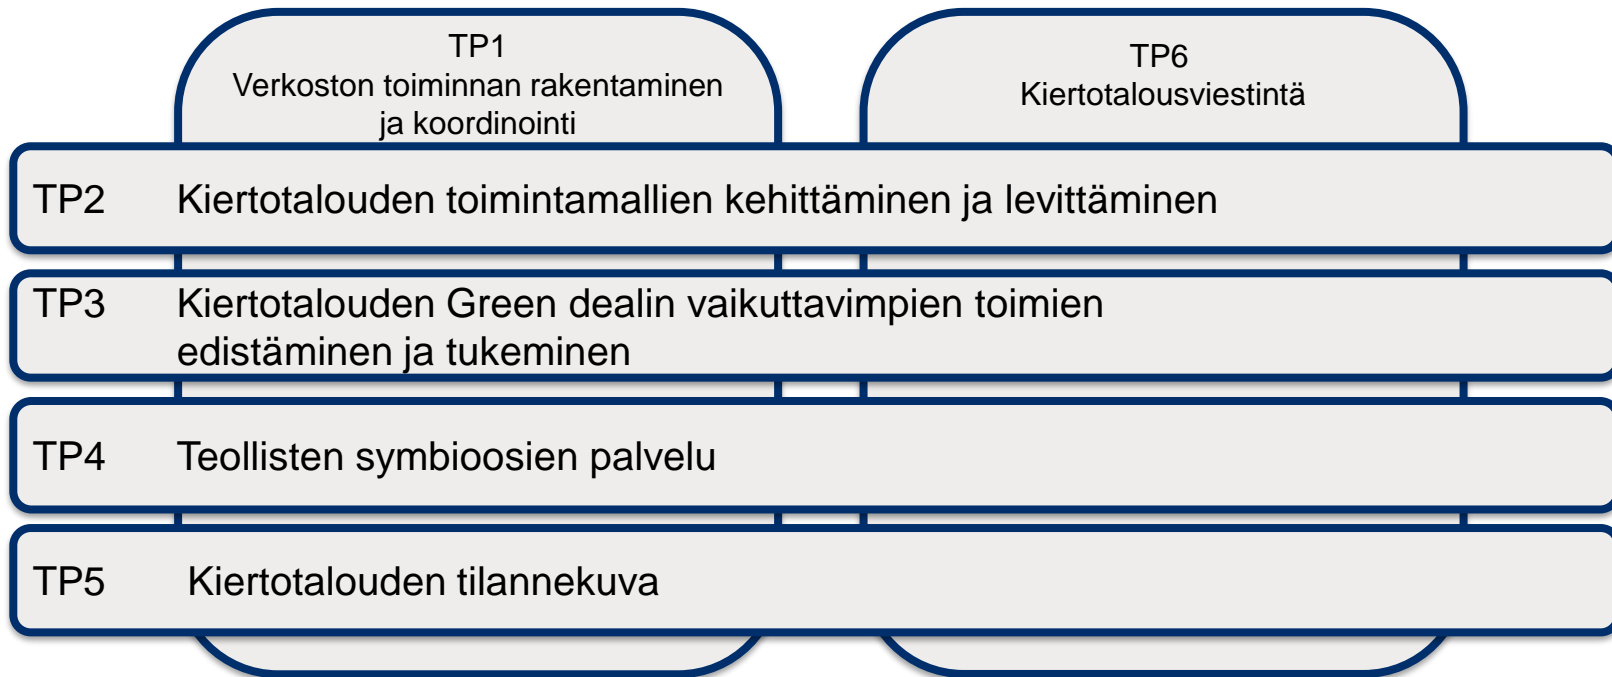 TP1
Verkoston toiminnan rakentaminen
ja koordinointi
TP6
Kiertotalousviestintä
TP2 Kiertotalouden toimintamallien kehittäminen ja levittäminen
TP3 Kiertotalouden Green dealin vaikuttavimpien toimien
edistäminen ja tukeminen
TP4 Teollisten symbioosien palvelu
TP5 Kiertotalouden tilannekuva